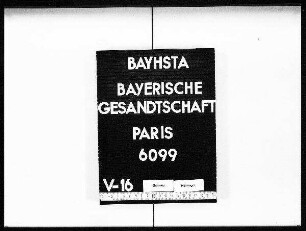 BAYHSTA
BAYERISCHE
GESANDTSCHAFT
PARIS
6099
V-16